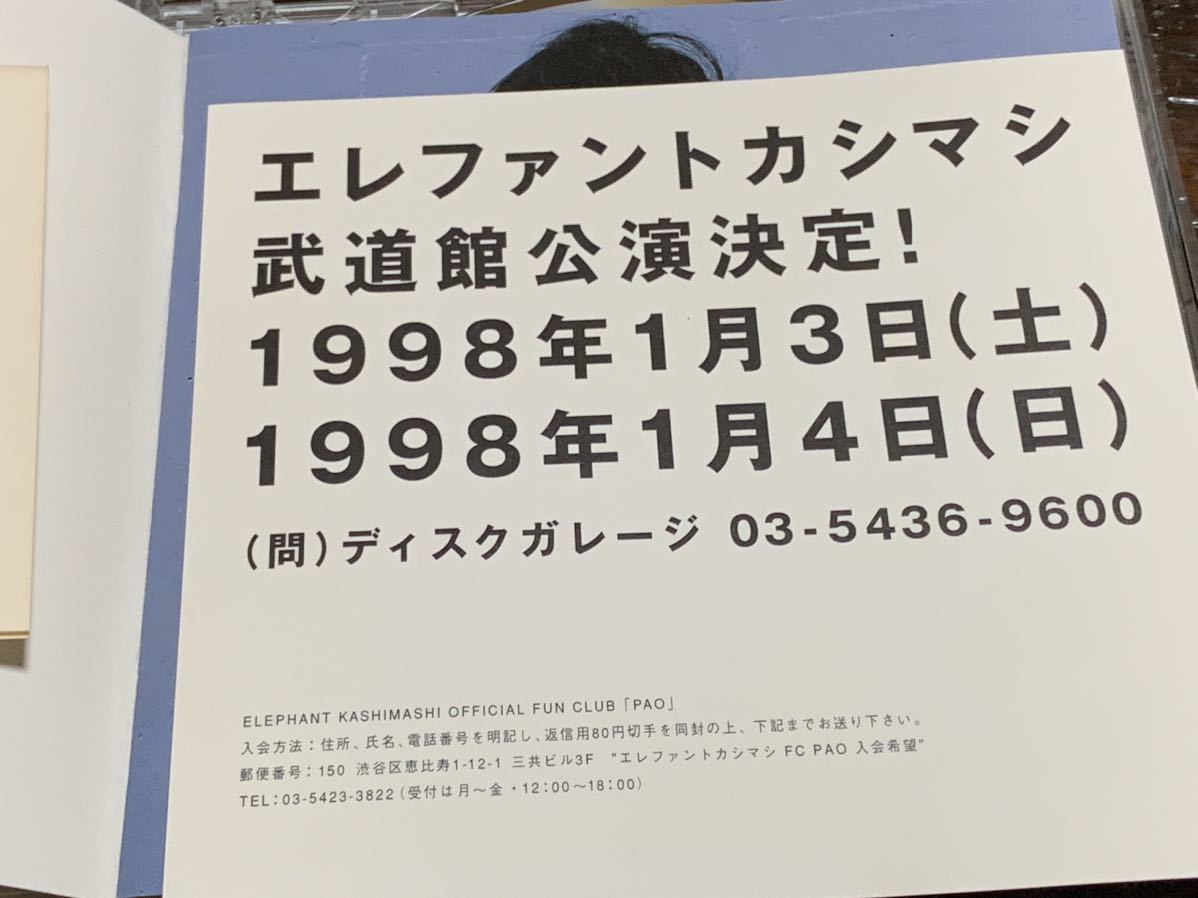 エレファントカシマシ
武道館公演決定!
1998年1月3日(土)
1998年1月4日(日)
(問)ディスクガレージ 03-5436-9600
ELEPHANT KASHIMASHI OFFICIAL FUN CLUB「PAO」
入会方法:住所、氏名、電話番号を明記し、返信用80円切手を同封の上、下記までお送り下さい。
郵便番号:150 渋谷区恵比寿1-12-1 三共ビル3F "エレファントカシマシ FC PAO 入会希望"
TEL:03-5423-3822(受付は月〜金・12:00〜18:00)